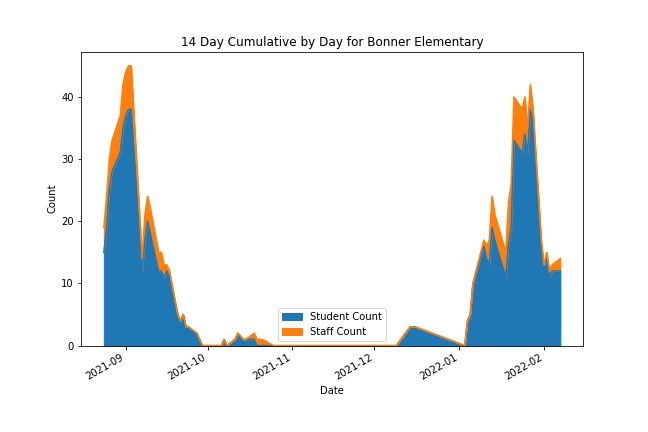 14 Day Cumulative by Day for Bonner Elementary
Count
40
30
20
10
0
Student Count
Staff Count
2021-09
2021-10
2021-11
2021-12
2022-01
2022-02
Date